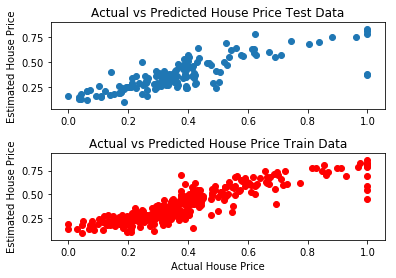 Actual vs Predicted House Price Test Data
Estimated House Price
0.75
0.50
0.25
0.0 0.2 0.4 0.6 0.8 1.0
Actual vs Predicted House Price Train Data
Estimated House Price
0.75
0.50
0.25
0.0 0.2 0.4 0.6 0.8 1.0
Actual House Price